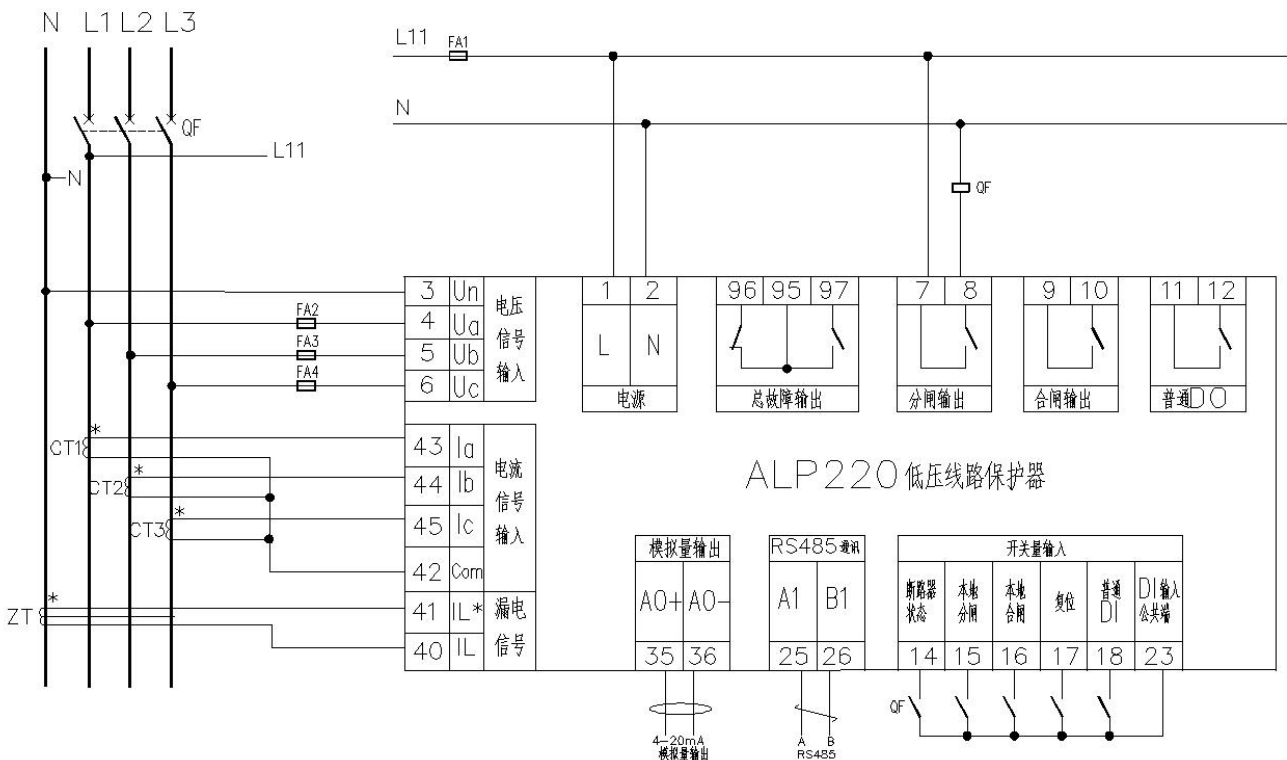 N L1 L2 L3
L11 FA1
N
QF
L11
N
QF
3 Un
4 Ua
5 Ub
6 Uc
电压
信号
输入
FA2
FA3
FA4
1 2
L N
电源
96 95 97
总故障输出
7 8
分闸输出
9 10
合闸输出
11 12
普通DO
CT1 *
CT2 *
CT3 *
ZT *
43 Ia
44 Ib
45 Ic
42 Com
电流
信号
输入
41 IL*
40 IL
漏电
信号
ALP220低压线路保护器
模拟量输出
AO+ AO-
35 36
4-20mA
模拟量输出
RS485通讯
A1 B1
25 26
A B
RS485
开关量输入
断路器
状态
本地
分闸
本地
合闸
复位
普通
DI
DI输入
公共端
14 15 16 17 18 23
QF